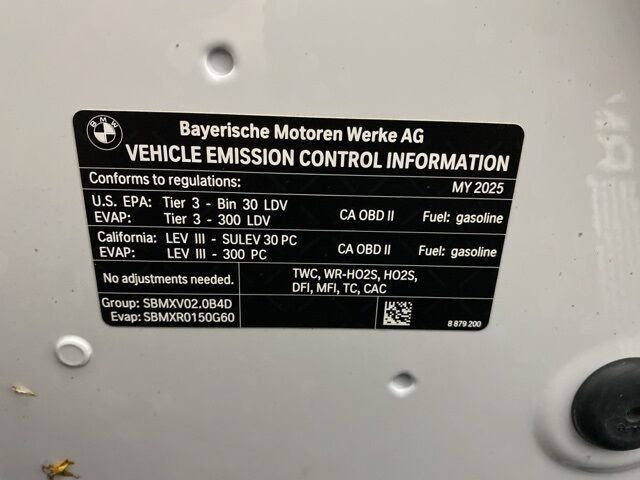 BMW
Bayerische Motoren Werke AG
VEHICLE EMISSION CONTROL INFORMATION
Conforms to regulations: MY 2025
U.S. EPA: Tier 3 - Bin 30 LDV
EVAP: Tier 3 - 300 LDV CA OBD II Fuel: gasoline
California: LEV III - SULEV 30 PC
EVAP: LEV III - 300 PC CA OBD II Fuel: gasoline
No adjustments needed. TWC, WR-HO2S, HO2S,
DFI, MFI, TC, CAC
Group: SBMXV02.0B4D
Evap: SBMXR0150G60 8 879 200